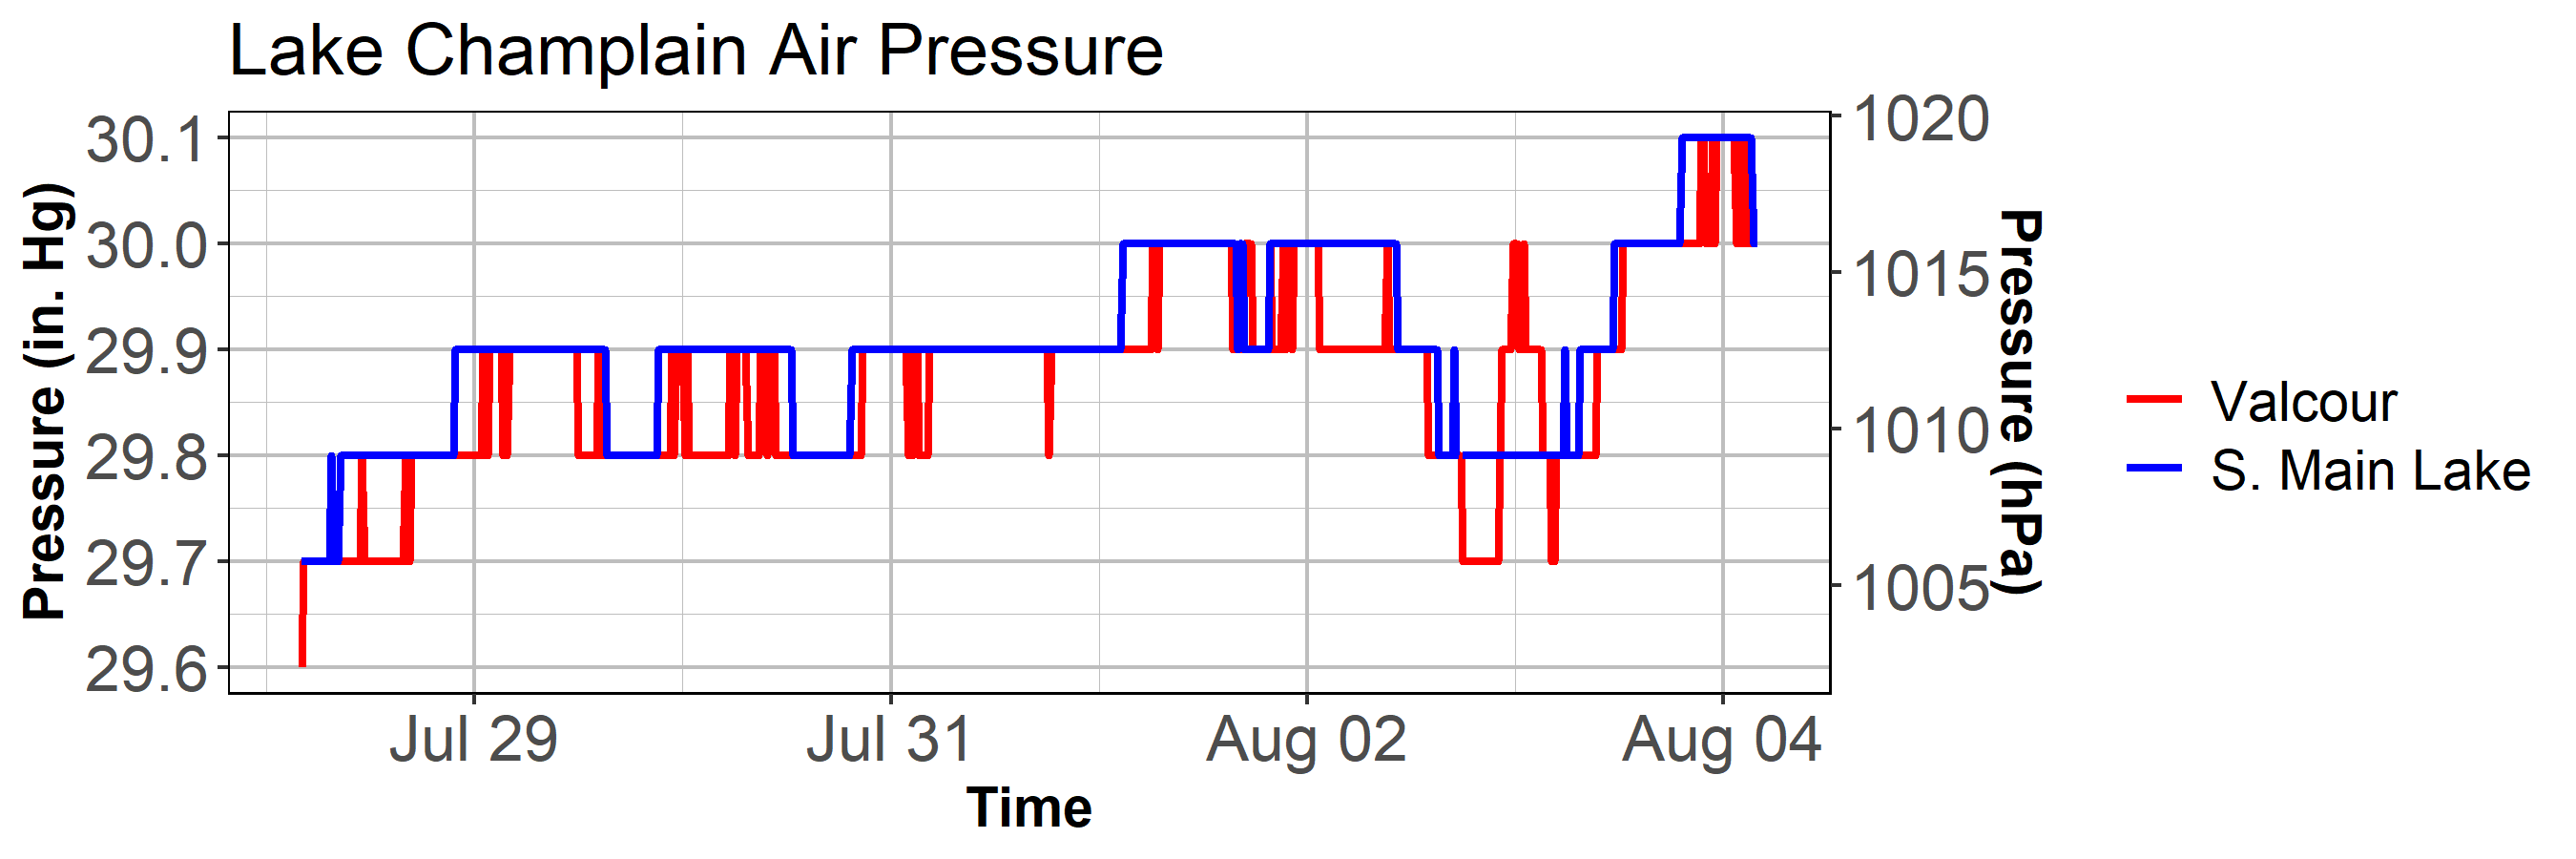 Lake Champlain Air Pressure
Pressure (in. Hg)
30.1
30.0
29.9
29.8
29.7
29.6
Jul 29
Jul 31
Aug 02
Aug 04
Time
1020
1015
1010
1005
Pressure (hPa)
Valcour
S. Main Lake